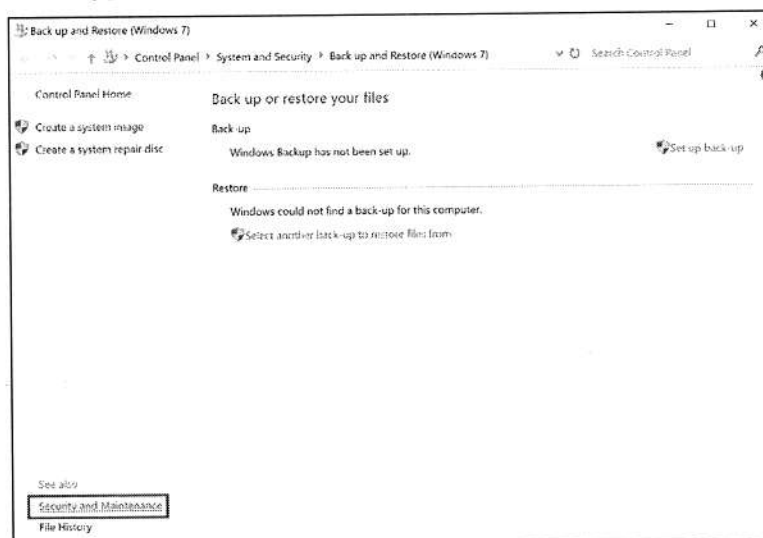 Back up and Restore (Windows 7)
Control Panel > System and Security > Back up and Restore (Windows 7)
Search Control Panel
Control Panel Home
Create a system image
Create a system repair disc
Back up or restore your files
Back-up
Windows Backup has not been set up.
Set up back-up
Restore
Windows could not find a back-up for this computer.
Select another back-up to restore files from
See also
Security and Maintenance
File History